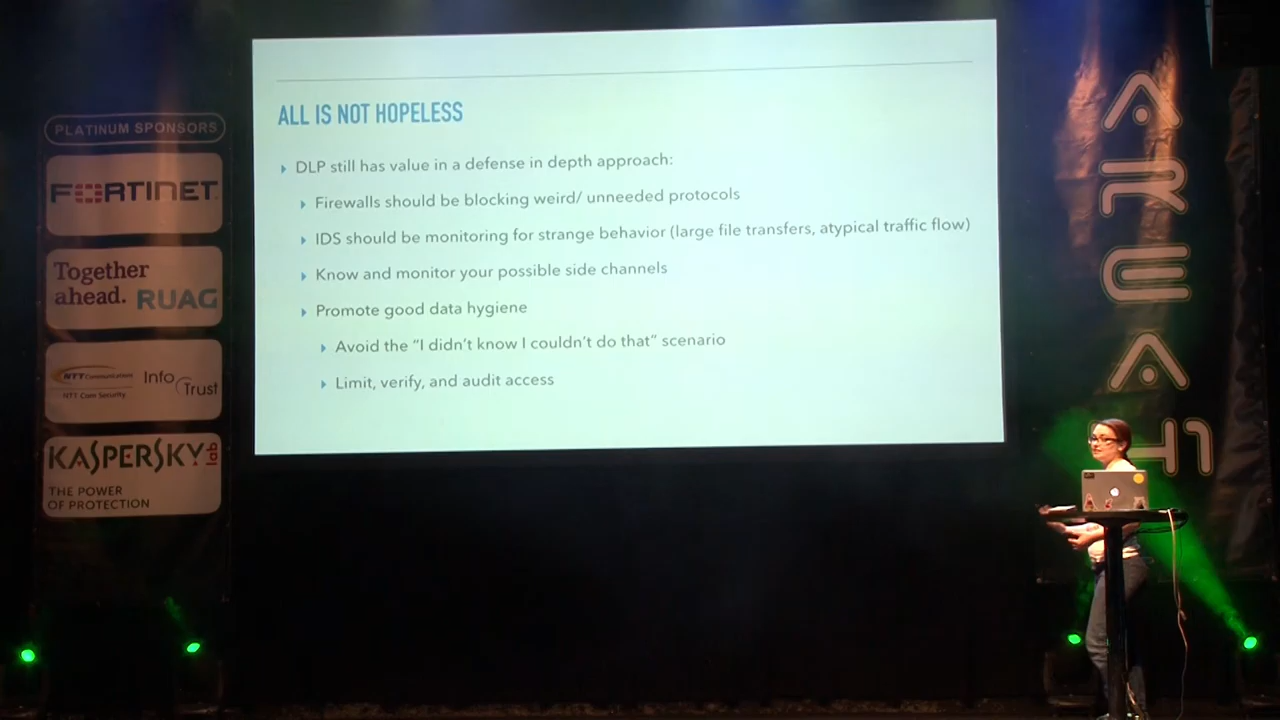 PLATINUM SPONSORS
FORTINET
Together
ahead. RUAG
NTT Communications
NTT Com Security
Info
Trust
KASPERSKY lab
THE POWER
OF PROTECTION
ALL IS NOT HOPELESS
DLP still has value in a defense in depth approach:
Firewalls should be blocking weird/ unneeded protocols
IDS should be monitoring for strange behavior (large file transfers, atypical traffic flow)
Know and monitor your possible side channels
Promote good data hygiene
Avoid the “I didn’t know I couldn’t do that” scenario
Limit, verify, and audit access
AREA41